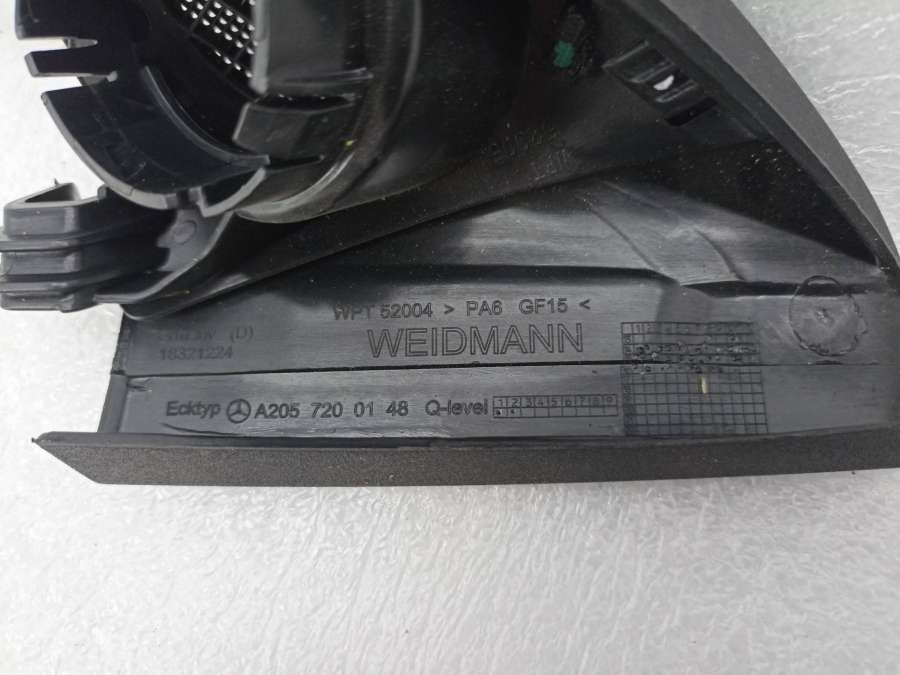 WPT 52004 > PA6 GF15 <
WEIDMANN
(D)
18321224
Ecktyp A205 720 01 48 Q-level 1 2 3 4 5 6 7 8 9